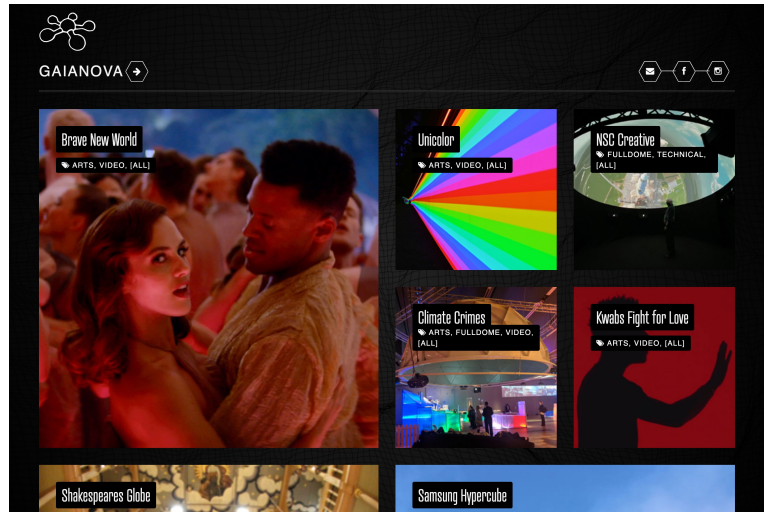 GAIANOVA
Brave New World
ARTS, VIDEO, [ALL]
Unicolor
ARTS, VIDEO, [ALL]
NSC Creative
FULLDOME, TECHNICAL,
[ALL]
Climate Crimes
ARTS, FULLDOME, VIDEO,
[ALL]
Kwabs Fight for Love
ARTS, VIDEO, [ALL]
Shakespeares Globe
Samsung Hypercube